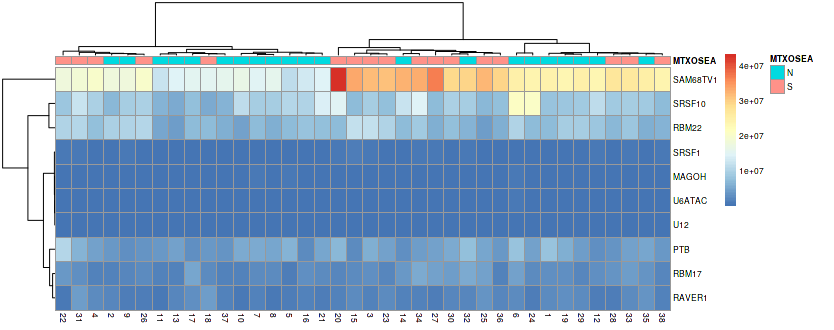 MTXOSEA
SAM68TV1
SRSF10
RBM22
SRSF1
MAGOH
U6ATAC
U12
PTB
RBM17
RAVER1
22 31 4 2 9 26 11 13 17 18 37 10 7 8 5 16 21 20 15 3 23 14 34 27 30 32 25 36 6 24 1 19 29 12 28 33 35 38
4e+07
3e+07
2e+07
1e+07
MTXOSEA
N
S